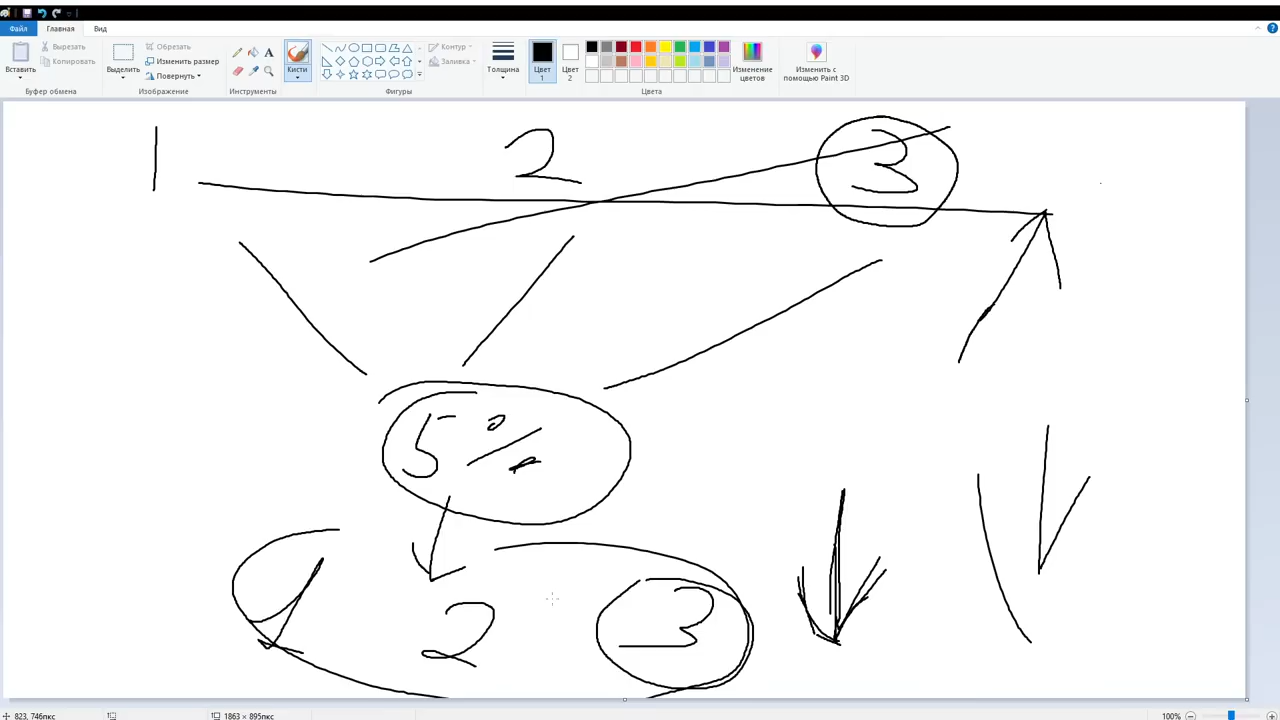 Файл Главная Вид
Вставить Вырезать Копировать Выделить Обрезать Изменить размер Повернуть A Кисти Контур Заливка Толщина Цвет 1 Цвет 2 Изменение цветов Изменить с помощью Paint 3D
Буфер обмена Изображение Инструменты Фигуры Цвета
1 2 3
5%
1 2 3
823, 746пкс 1863 × 895пкс 100%